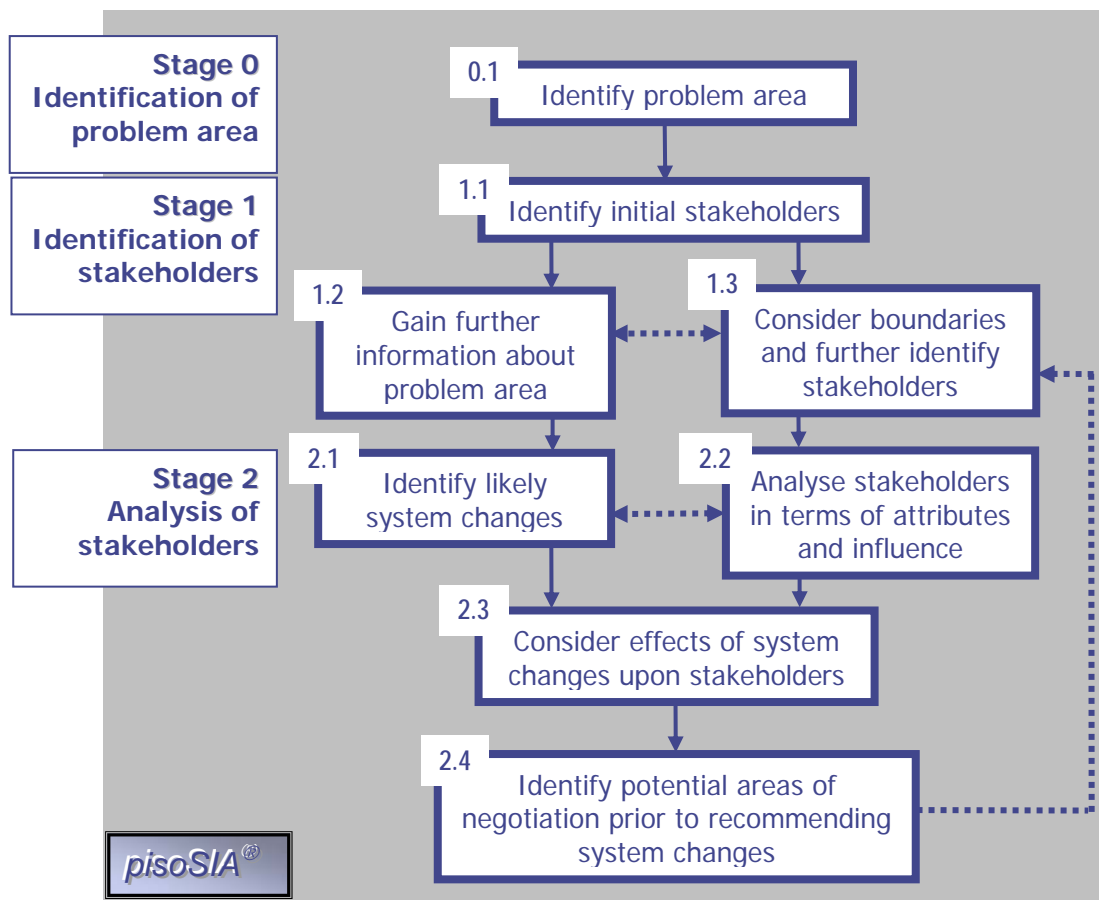 Stage 0
Identification of
problem area
0.1
Identify problem area
Stage 1
Identification of
stakeholders
1.1
Identify initial stakeholders
1.2
Gain further
information about
problem area
1.3
Consider boundaries
and further identify
stakeholders
Stage 2
Analysis of
stakeholders
2.1
Identify likely
system changes
2.2
Analyse stakeholders
in terms of attributes
and influence
2.3
Consider effects of system
changes upon stakeholders
2.4
Identify potential areas of
negotiation prior to recommending
system changes
pisoSIA®